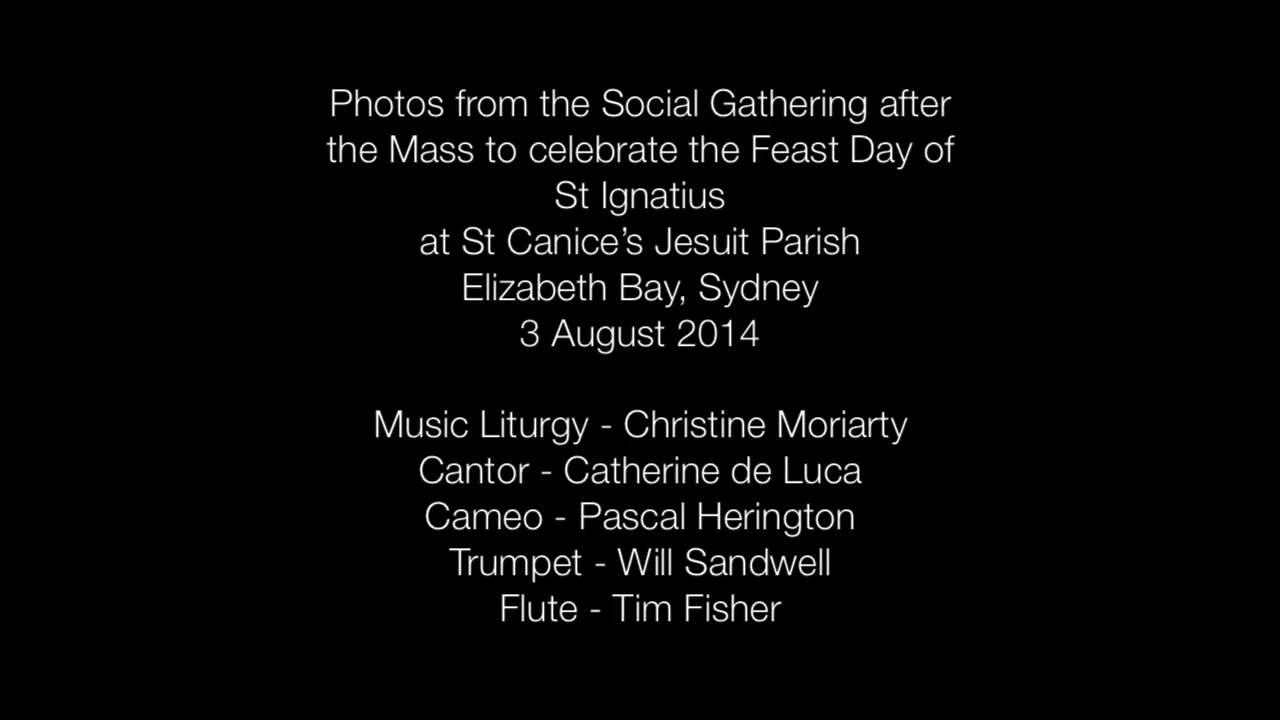 Photos from the Social Gathering after
the Mass to celebrate the Feast Day of
St Ignatius
at St Canice’s Jesuit Parish
Elizabeth Bay, Sydney
3 August 2014
Music Liturgy - Christine Moriarty
Cantor - Catherine de Luca
Cameo - Pascal Herington
Trumpet - Will Sandwell
Flute - Tim Fisher